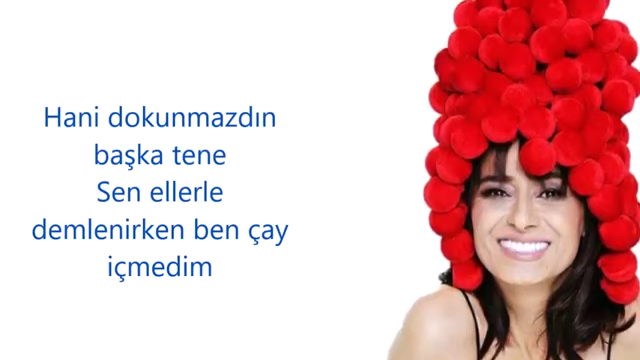 Hani dokunmazdın
başka tene
Sen ellerle
demlenirken ben çay
içmedim